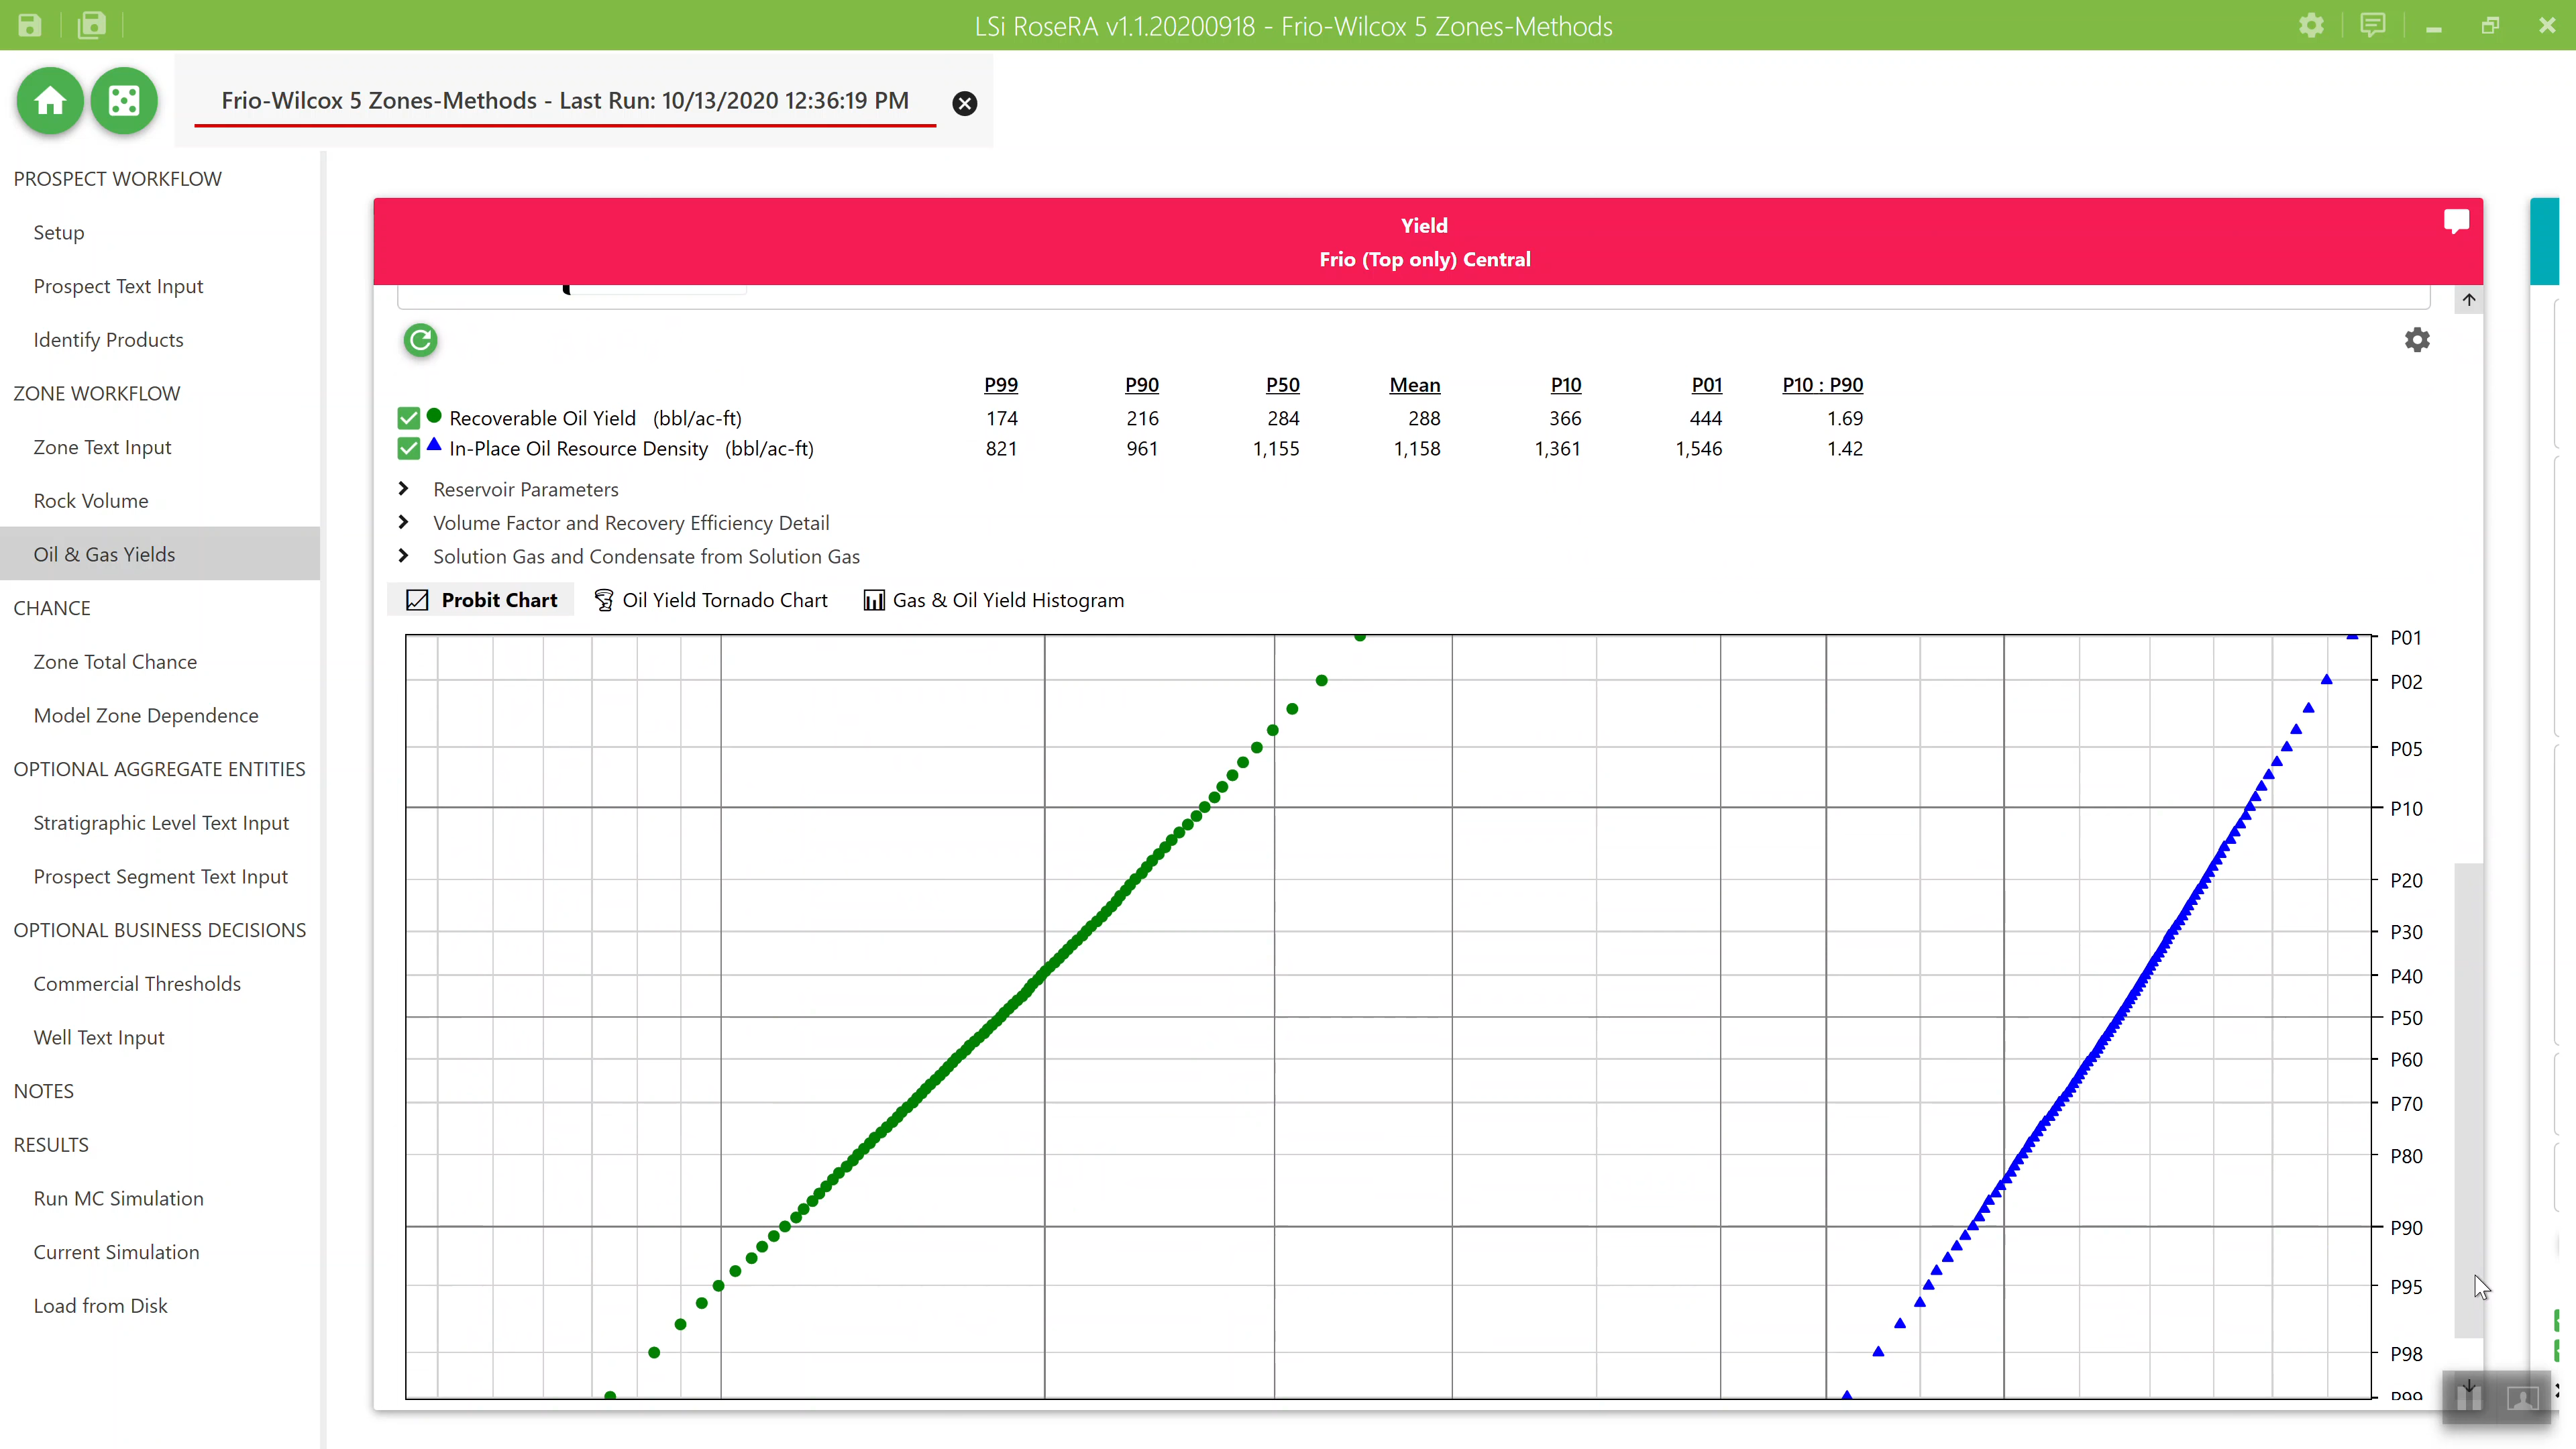 LSi RoseRA v1.1.20200918 - Frio-Wilcox 5 Zones-Methods
Frio-Wilcox 5 Zones-Methods - Last Run: 10/13/2020 12:36:19 PM
PROSPECT WORKFLOW
Setup
Prospect Text Input
Identify Products
ZONE WORKFLOW
Zone Text Input
Rock Volume
Oil & Gas Yields
CHANCE
Zone Total Chance
Model Zone Dependence
OPTIONAL AGGREGATE ENTITIES
Stratigraphic Level Text Input
Prospect Segment Text Input
OPTIONAL BUSINESS DECISIONS
Commercial Thresholds
Well Text Input
NOTES
RESULTS
Run MC Simulation
Current Simulation
Load from Disk
Yield
Frio (Top only) Central
P99 P90 P50 Mean P10 P01 P10 : P90
Recoverable Oil Yield (bbl/ac-ft) 174 216 284 288 366 444 1.69
In-Place Oil Resource Density (bbl/ac-ft) 821 961 1,155 1,158 1,361 1,546 1.42
Reservoir Parameters
Volume Factor and Recovery Efficiency Detail
Solution Gas and Condensate from Solution Gas
Probit Chart Oil Yield Tornado Chart Gas & Oil Yield Histogram
P01
P02
P05
P10
P20
P30
P40
P50
P60
P70
P80
P90
P95
P98
P99